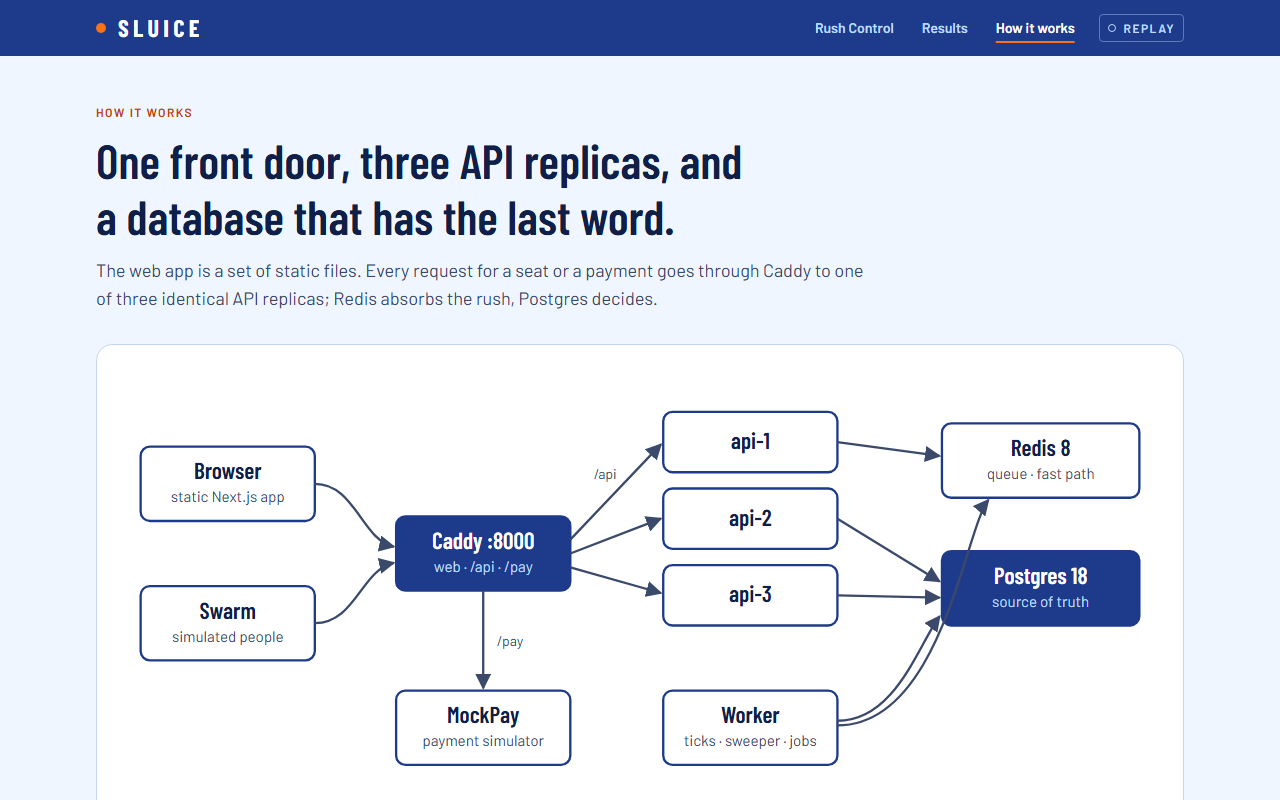 SLUICE
Rush Control
Results
How it works
REPLAY
HOW IT WORKS
One front door, three API replicas, and
a database that has the last word.
The web app is a set of static files. Every request for a seat or a payment goes through Caddy to one
of three identical API replicas; Redis absorbs the rush, Postgres decides.
Browser
static Next.js app
Swarm
simulated people
Caddy :8000
web · /api · /pay
/api
/pay
MockPay
payment simulator
api-1
api-2
api-3
Worker
ticks · sweeper · jobs
Redis 8
queue · fast path
Postgres 18
source of truth